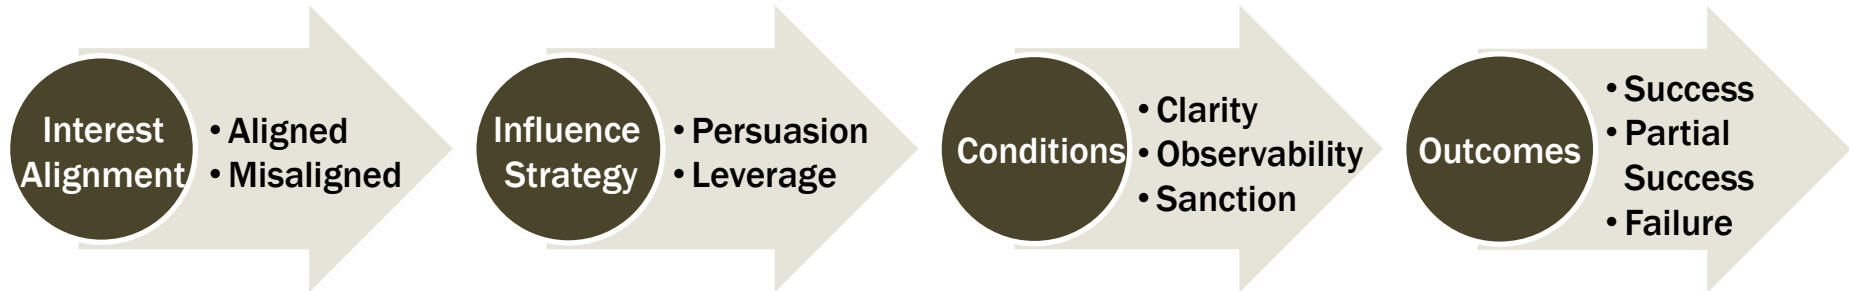 Interest
Alignment
• Aligned
• Misaligned
Influence
Strategy
• Persuasion
• Leverage
Conditions
• Clarity
• Observability
• Sanction
Outcomes
• Success
• Partial
Success
• Failure